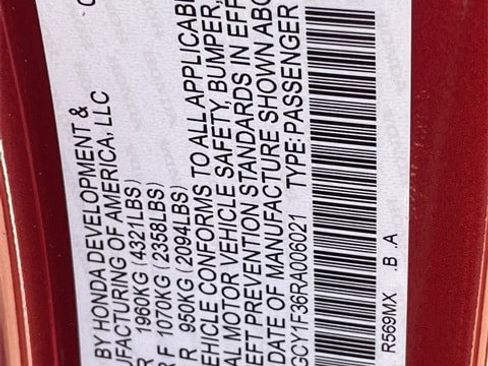 BY HONDA DEVELOPMENT &
UFACTURING OF AMERICA, LLC
R 1960KG (4321LBS)
R F 1070KG (2358LBS)
R R 950KG (2094LBS)
EHICLE CONFORMS TO ALL APPLICABL
AL MOTOR VEHICLE SAFETY, BUMPER,
EFT PREVENTION STANDARDS IN EFF
DATE OF MANUFACTURE SHOWN ABO
GCY1F36RA006021 TYPE: PASSENGER
R569MX .B .A